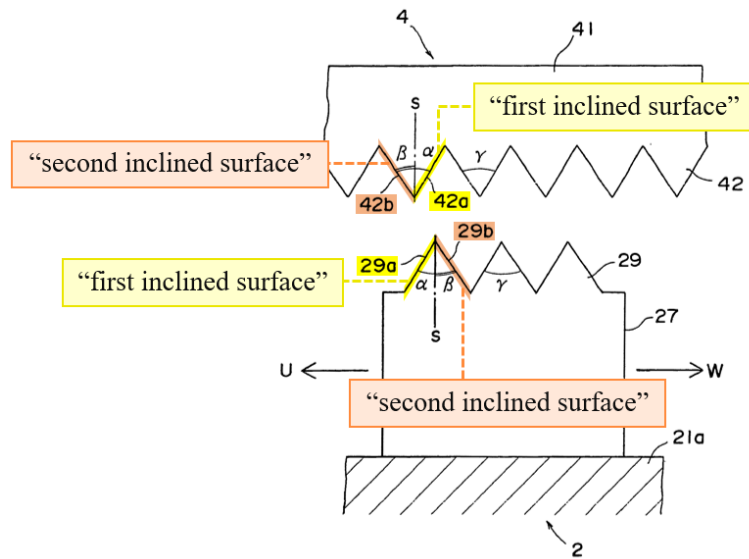 4
41
S
“first inclined surface”
“second inclined surface”
β
α
γ
42
42b
42a
29b
29a
29
“first inclined surface”
α
β
γ
27
S
U
W
“second inclined surface”
21a
2